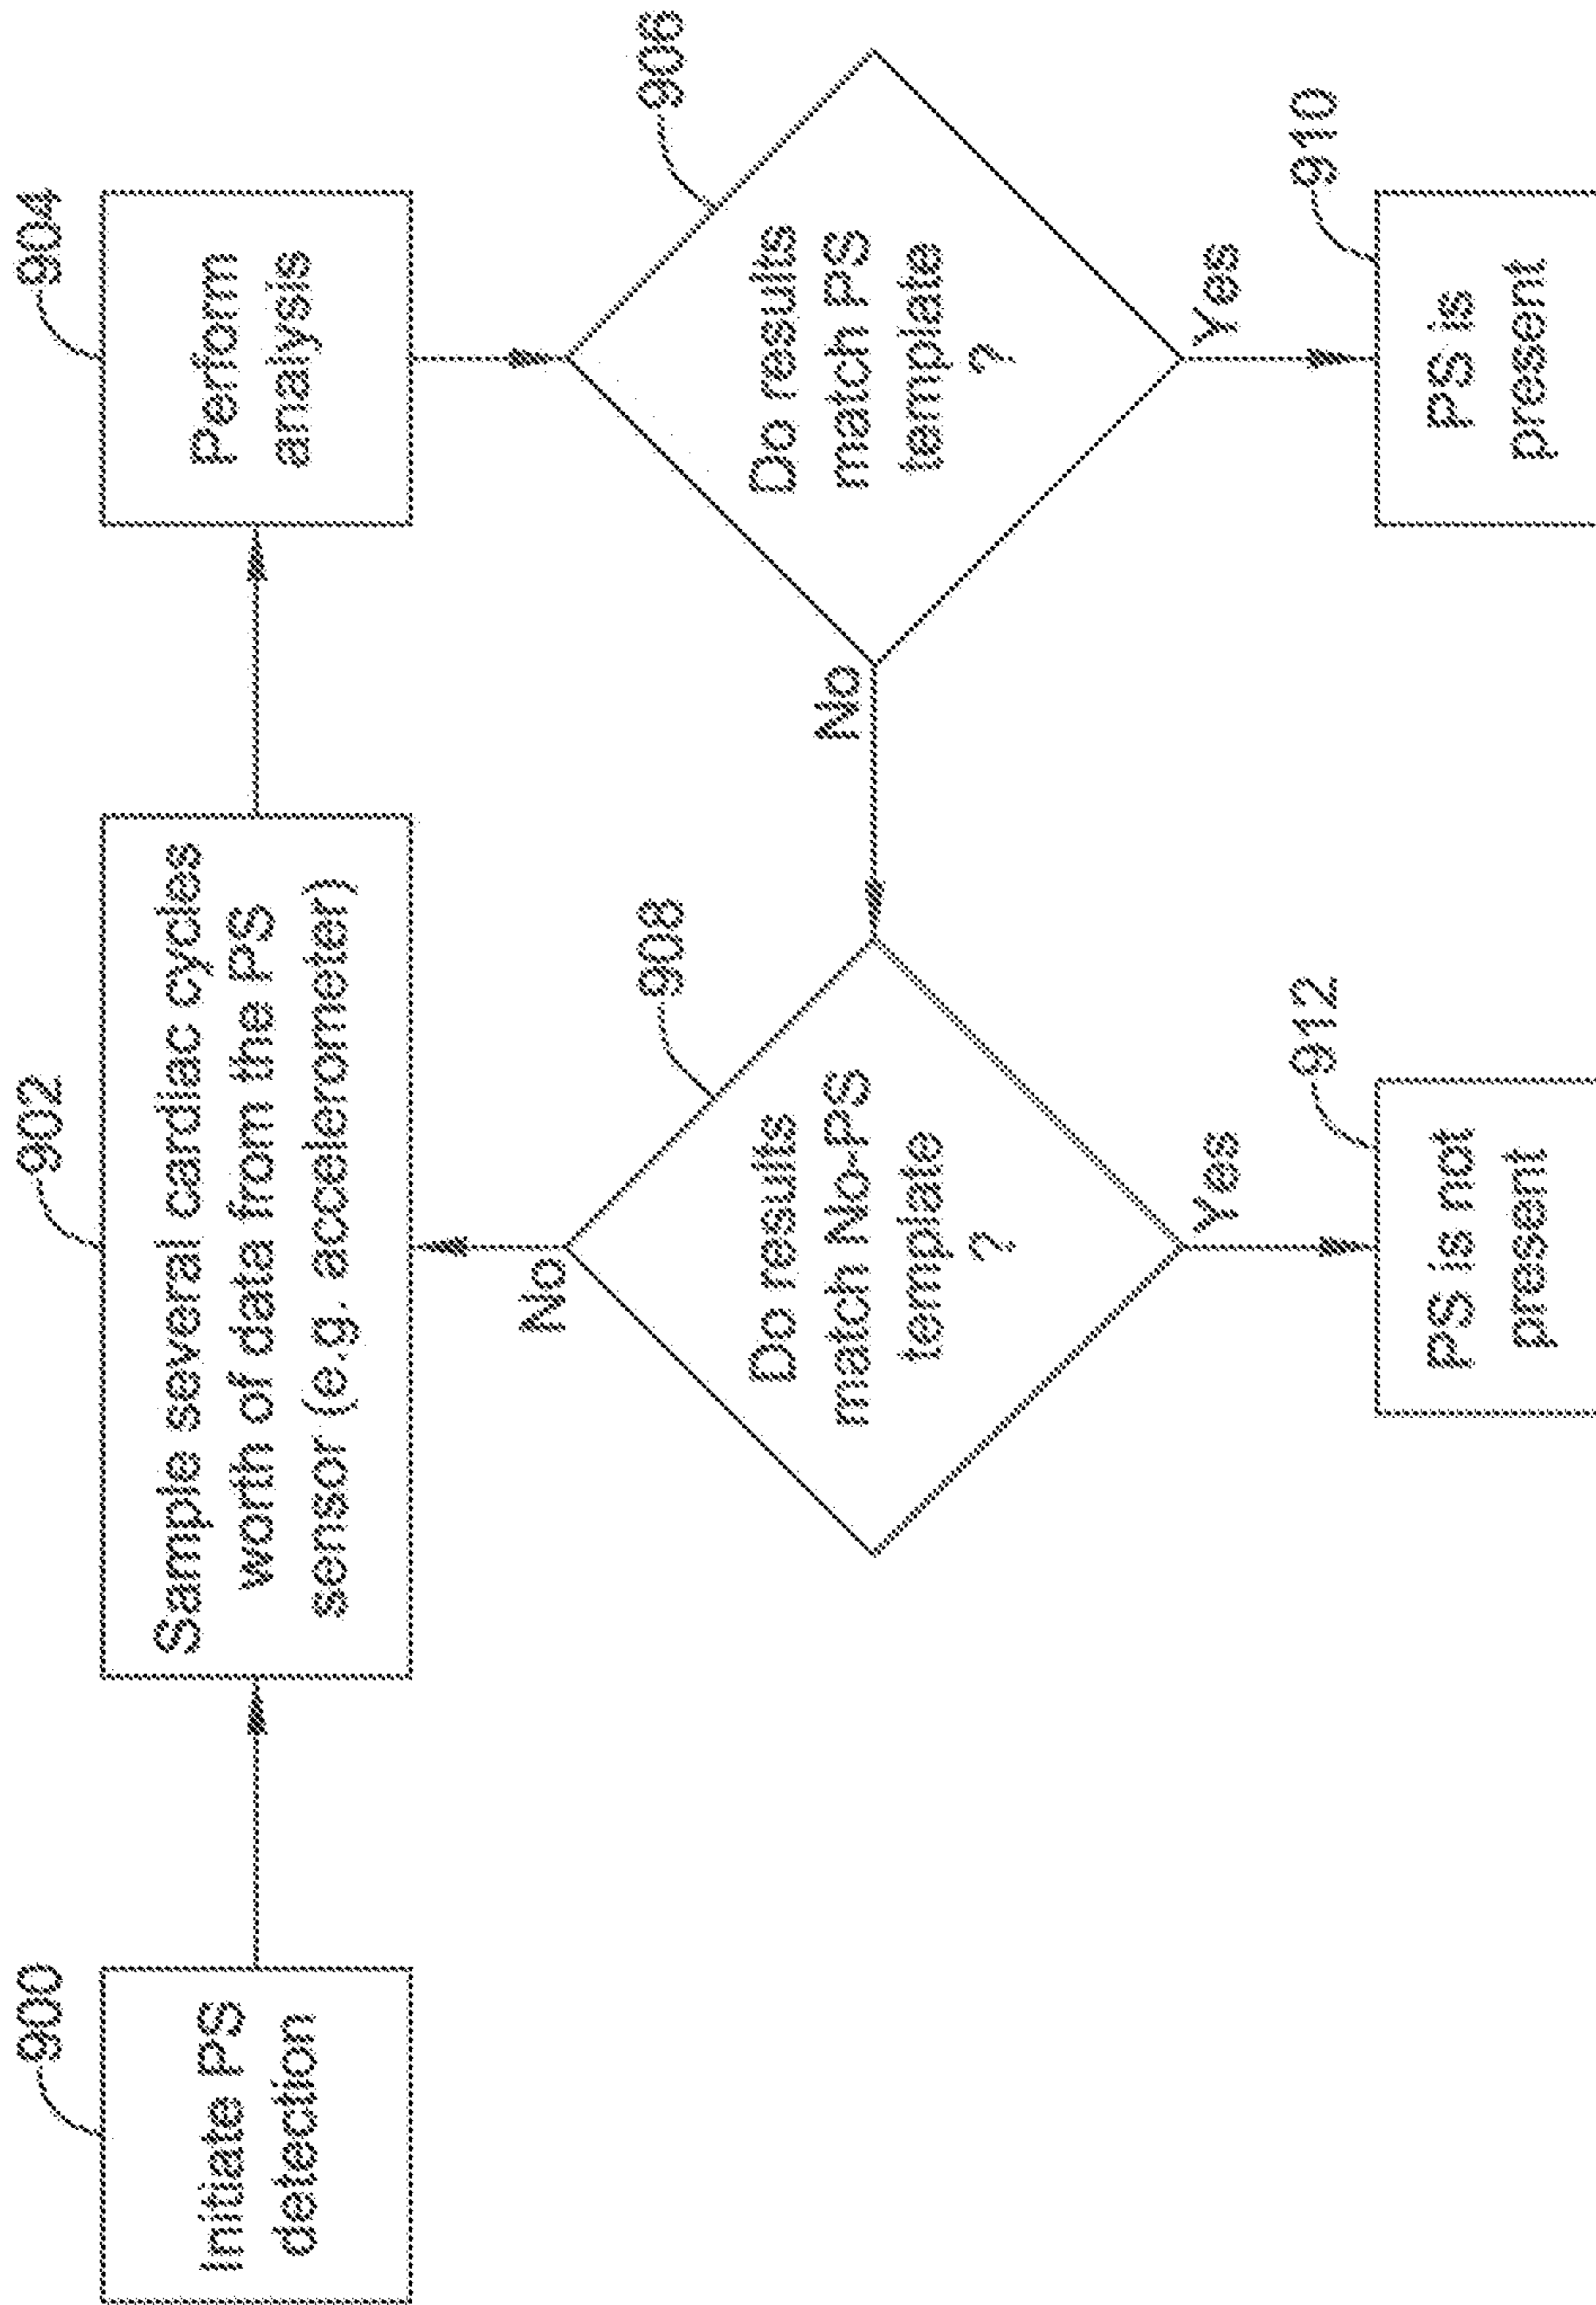 900
Initiate PS
detection
902
Sample several cardiac cycles
worth of data from the PS
sensor (e.g. accelerometer)
904
Perform
analysis
906
Do results
match PS
template
?
No
Yes
908
Do results
match No-PS
template
?
No
Yes
910
PS is
present
912
PS is not
present